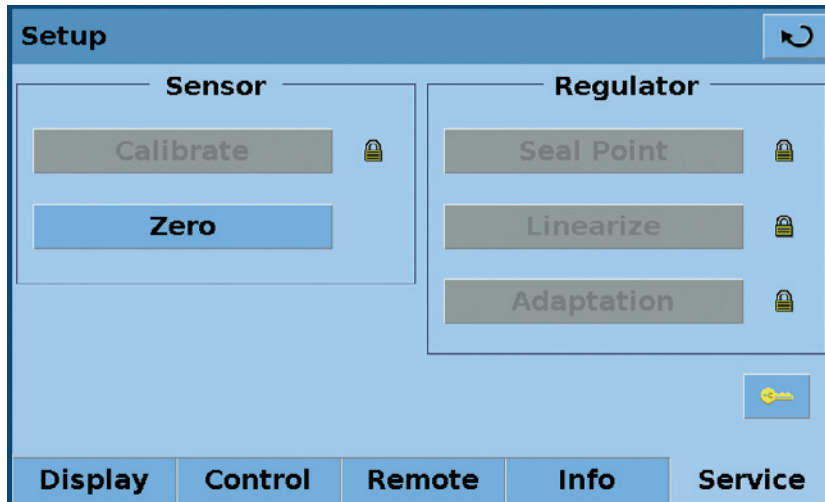 Setup
Sensor
Calibrate
Zero
Regulator
Seal Point
Linearize
Adaptation
Display Control Remote Info Service